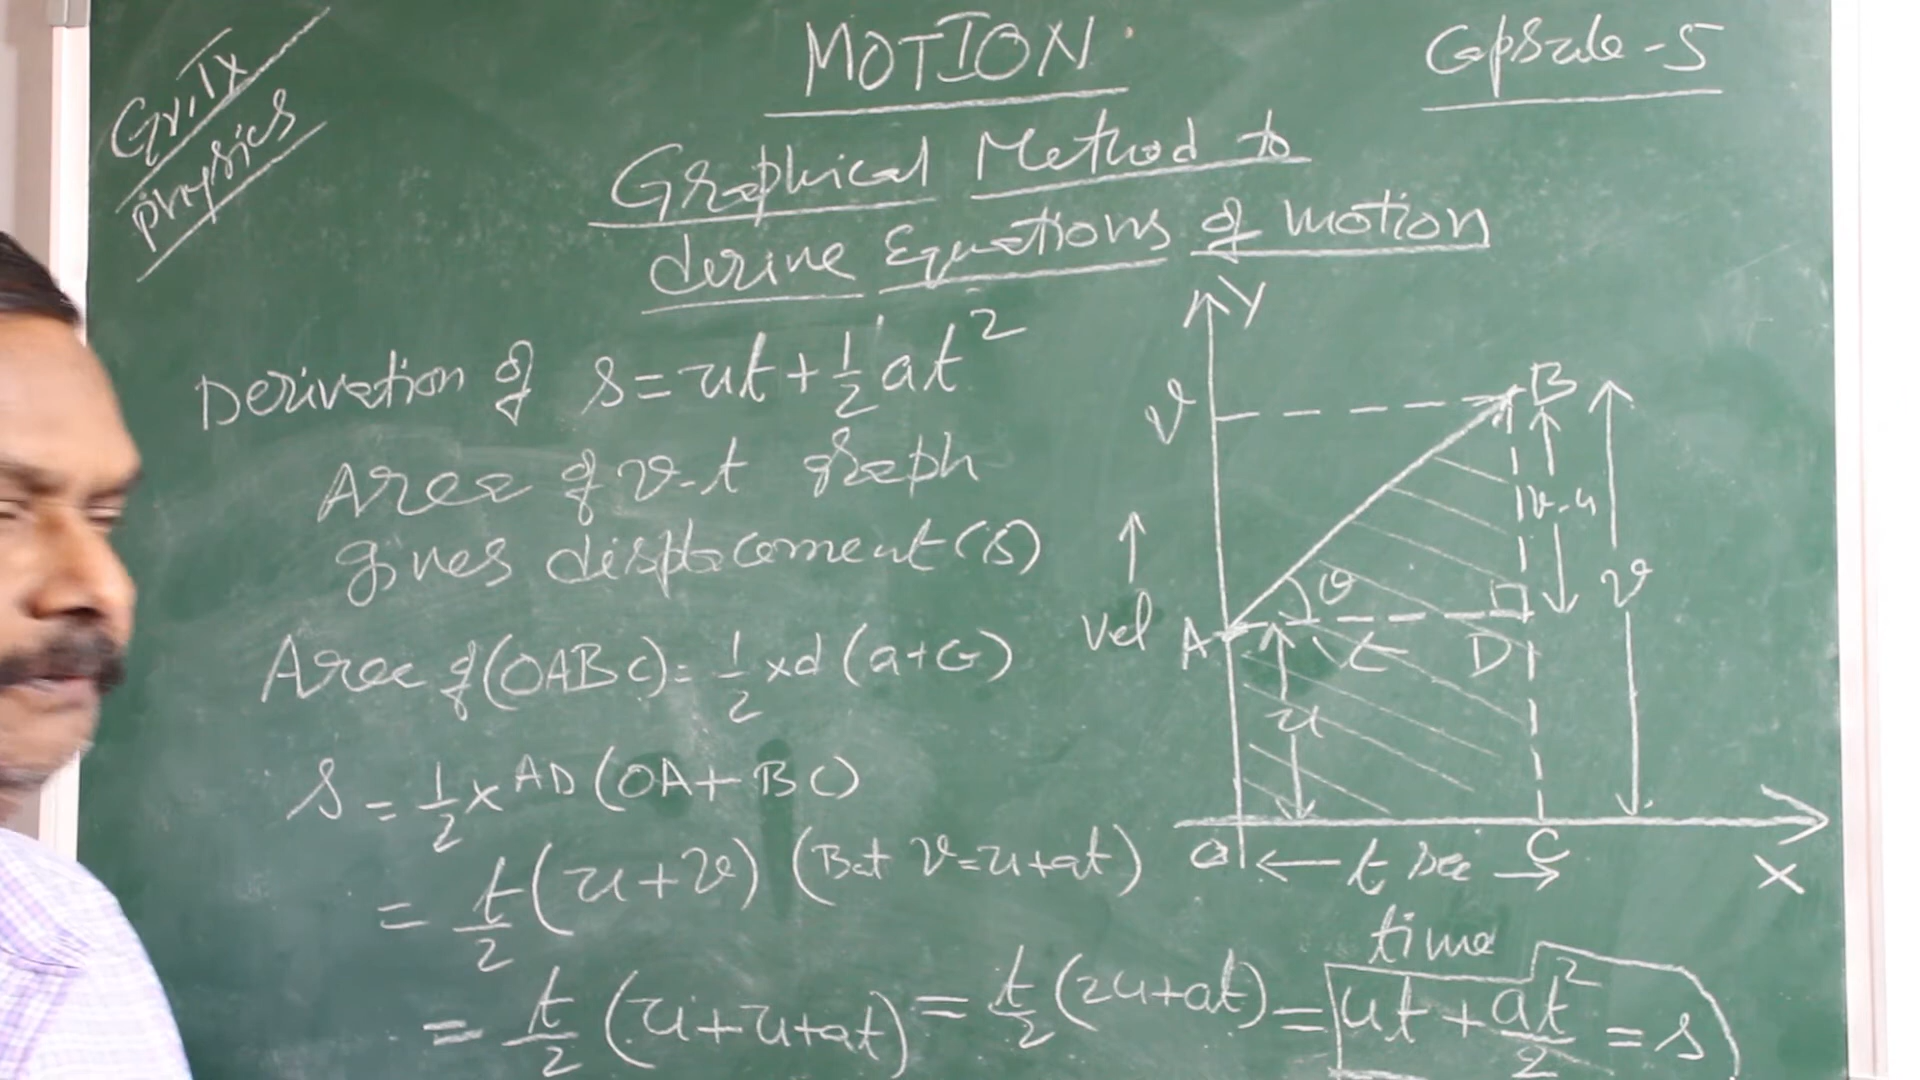 MOTION
Capsule-5
Gr. IX
Physics
Graphical Method to
derive Equations of motion
Derivation of s = ut + 1/2 at²
Area of v-t graph
gives displacement (s)
Area of (OABC) = 1/2 x d (a+b)
s = 1/2 x AD (OA + BC)
= t/2 (u+v) (But v=u+at)
= t/2 (u+u+at) = t/2 (2u+at) = ut + at²/2 = s
Y
v
B
v-u
v
↑
vel
A
θ
t
D
u
O
← t sec →
C
X
time